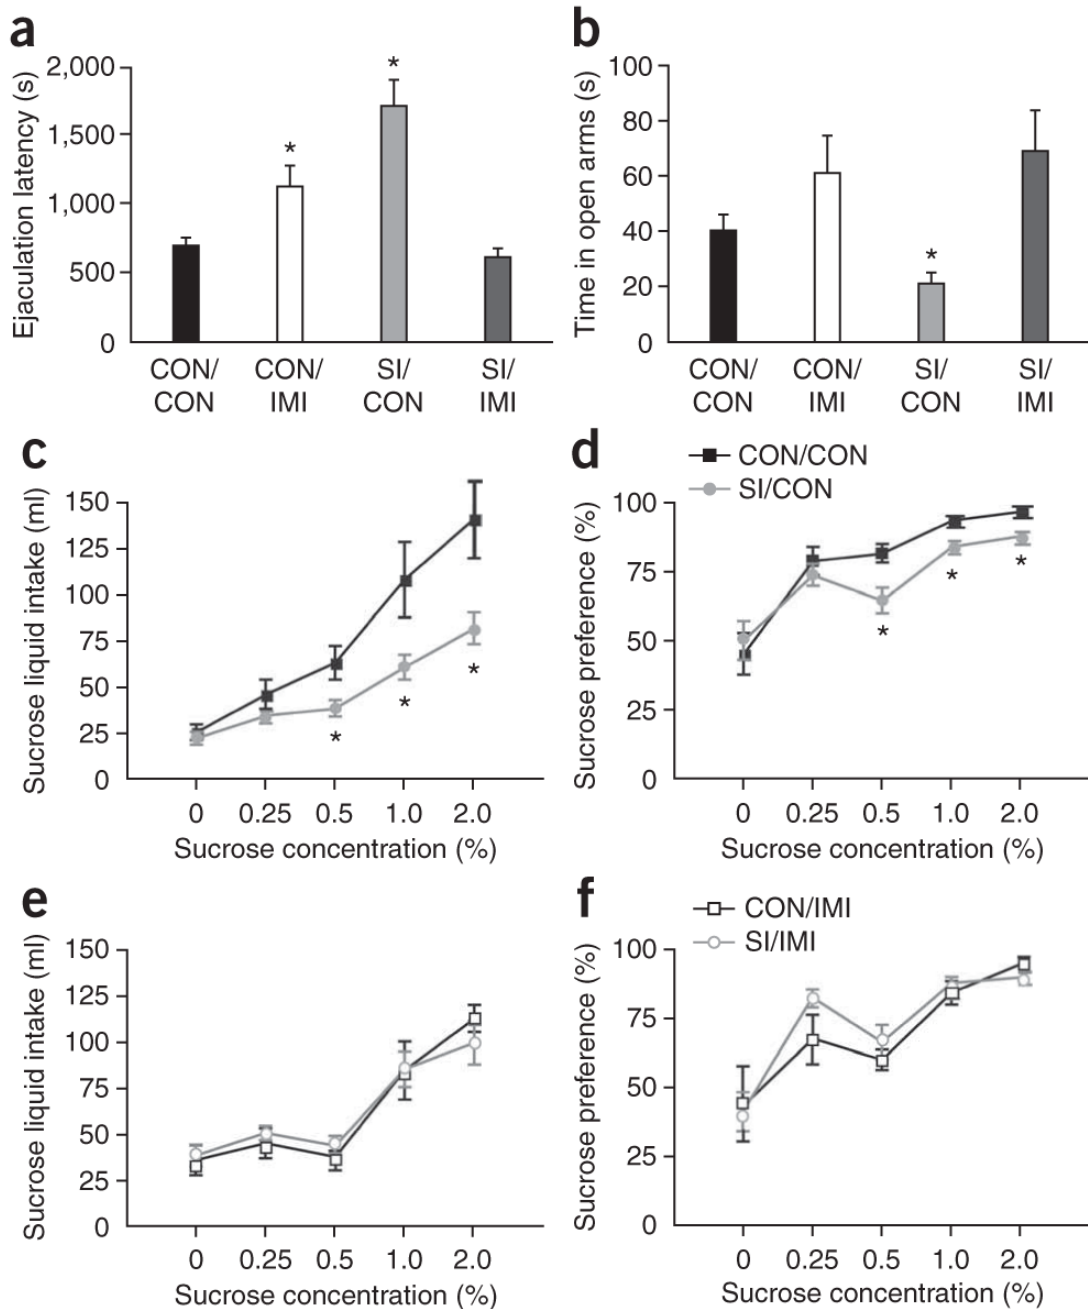 a
Ejaculation latency (s)
2,000
1,500
1,000
500
0
*
*
CON/
CON
CON/
IMI
SI/
CON
SI/
IMI
b
Time in open arms (s)
100
80
60
40
20
0
*
CON/
CON
CON/
IMI
SI/
CON
SI/
IMI
c
Sucrose liquid intake (ml)
150
125
100
75
50
25
0
* * *
0 0.25 0.5 1.0 2.0
Sucrose concentration (%)
d
CON/CON
SI/CON
Sucrose preference (%)
100
75
50
25
0
* * *
0 0.25 0.5 1.0 2.0
Sucrose concentration (%)
e
Sucrose liquid intake (ml)
150
125
100
75
50
25
0
0 0.25 0.5 1.0 2.0
Sucrose concentration (%)
f
CON/IMI
SI/IMI
Sucrose preference (%)
100
75
50
25
0
0 0.25 0.5 1.0 2.0
Sucrose concentration (%)